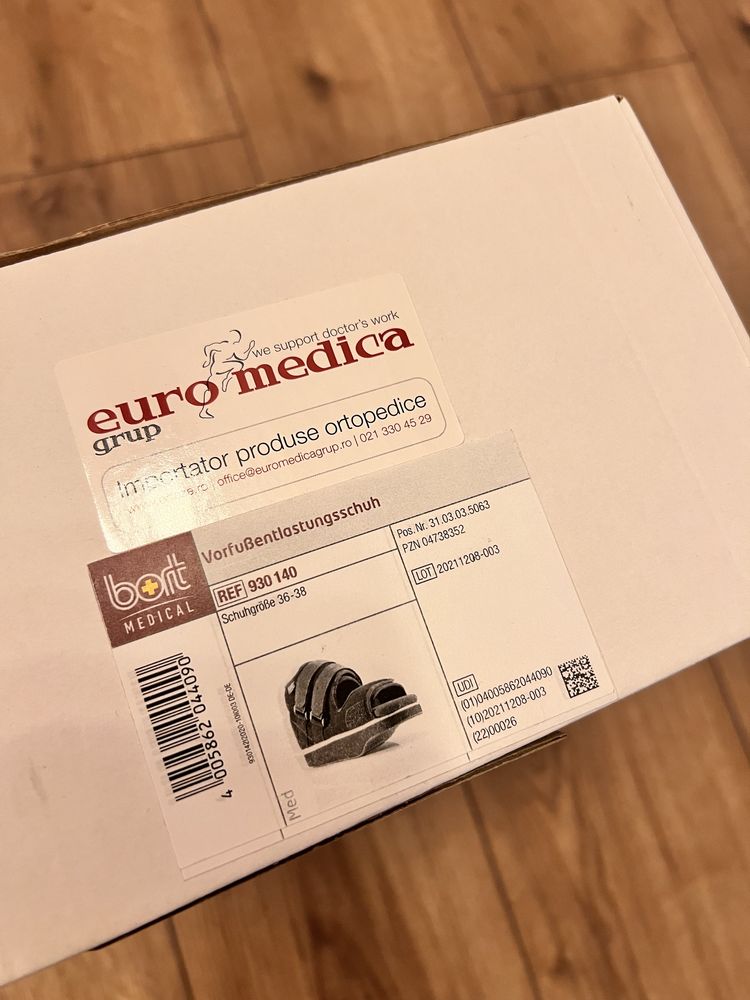 we support doctor's work
euro medica
grup
Importator produse ortopedice
office@euromedicagrup.ro | 021 330 45 29
bort
MEDICAL
Vorfußentlastungsschuh
REF 930 140
Schuhgröße 36-38
Pos. Nr. 31.03.03.5063
PZN 04738352
LOT 20211208-003
UDI
(01)04005862044090
(10)20211208-003
(22)00026
4 005862 044090
Med